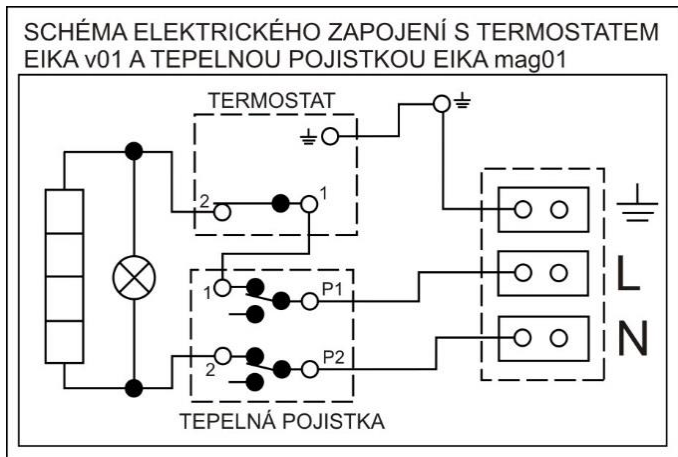 SCHÉMA ELEKTRICKÉHO ZAPOJENÍ S TERMOSTATEM
EIKA v01 A TEPELNOU POJISTKOU EIKA mag01
TERMOSTAT
2 1
L
1 P1
N
2 P2
TEPELNÁ POJISTKA